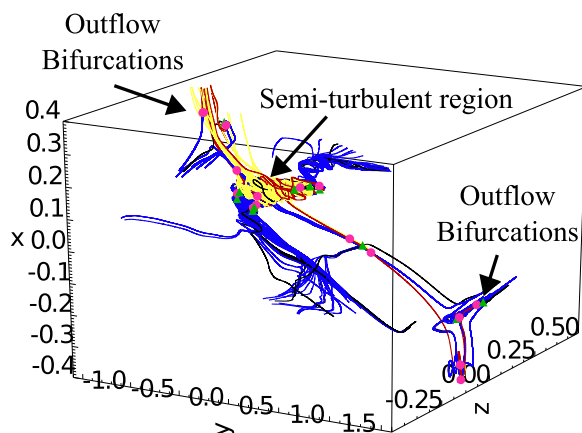 Outflow
Bifurcations
Semi-turbulent region
Outflow
Bifurcations
0.4
0.3
0.2
0.1
x 0.0
-0.1
-0.2
-0.3
-0.4
-1.0 -0.5 0.0 0.5 1.0 1.5
y
-0.25 0.00 0.25 0.50
z